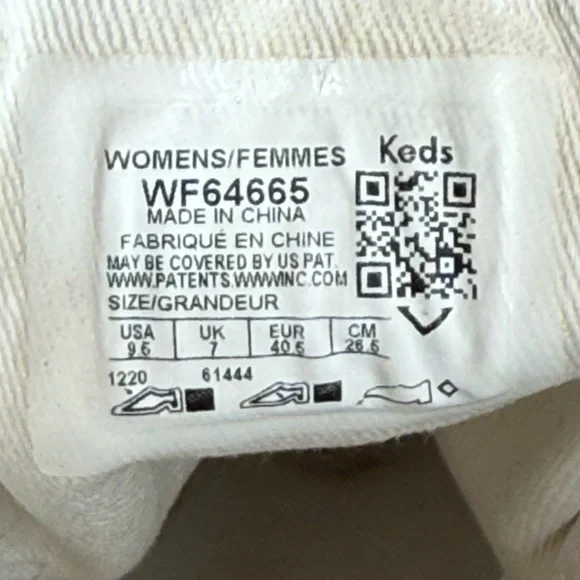 WOMENS/FEMMES Keds
WF64665
MADE IN CHINA
FABRIQUÉ EN CHINE
MAY BE COVERED BY US PAT.
WWW.PATENTS.WWWINC.COM
SIZE/GRANDEUR
USA UK EUR CM
9.5 7 40.5 26.5
1220 61444